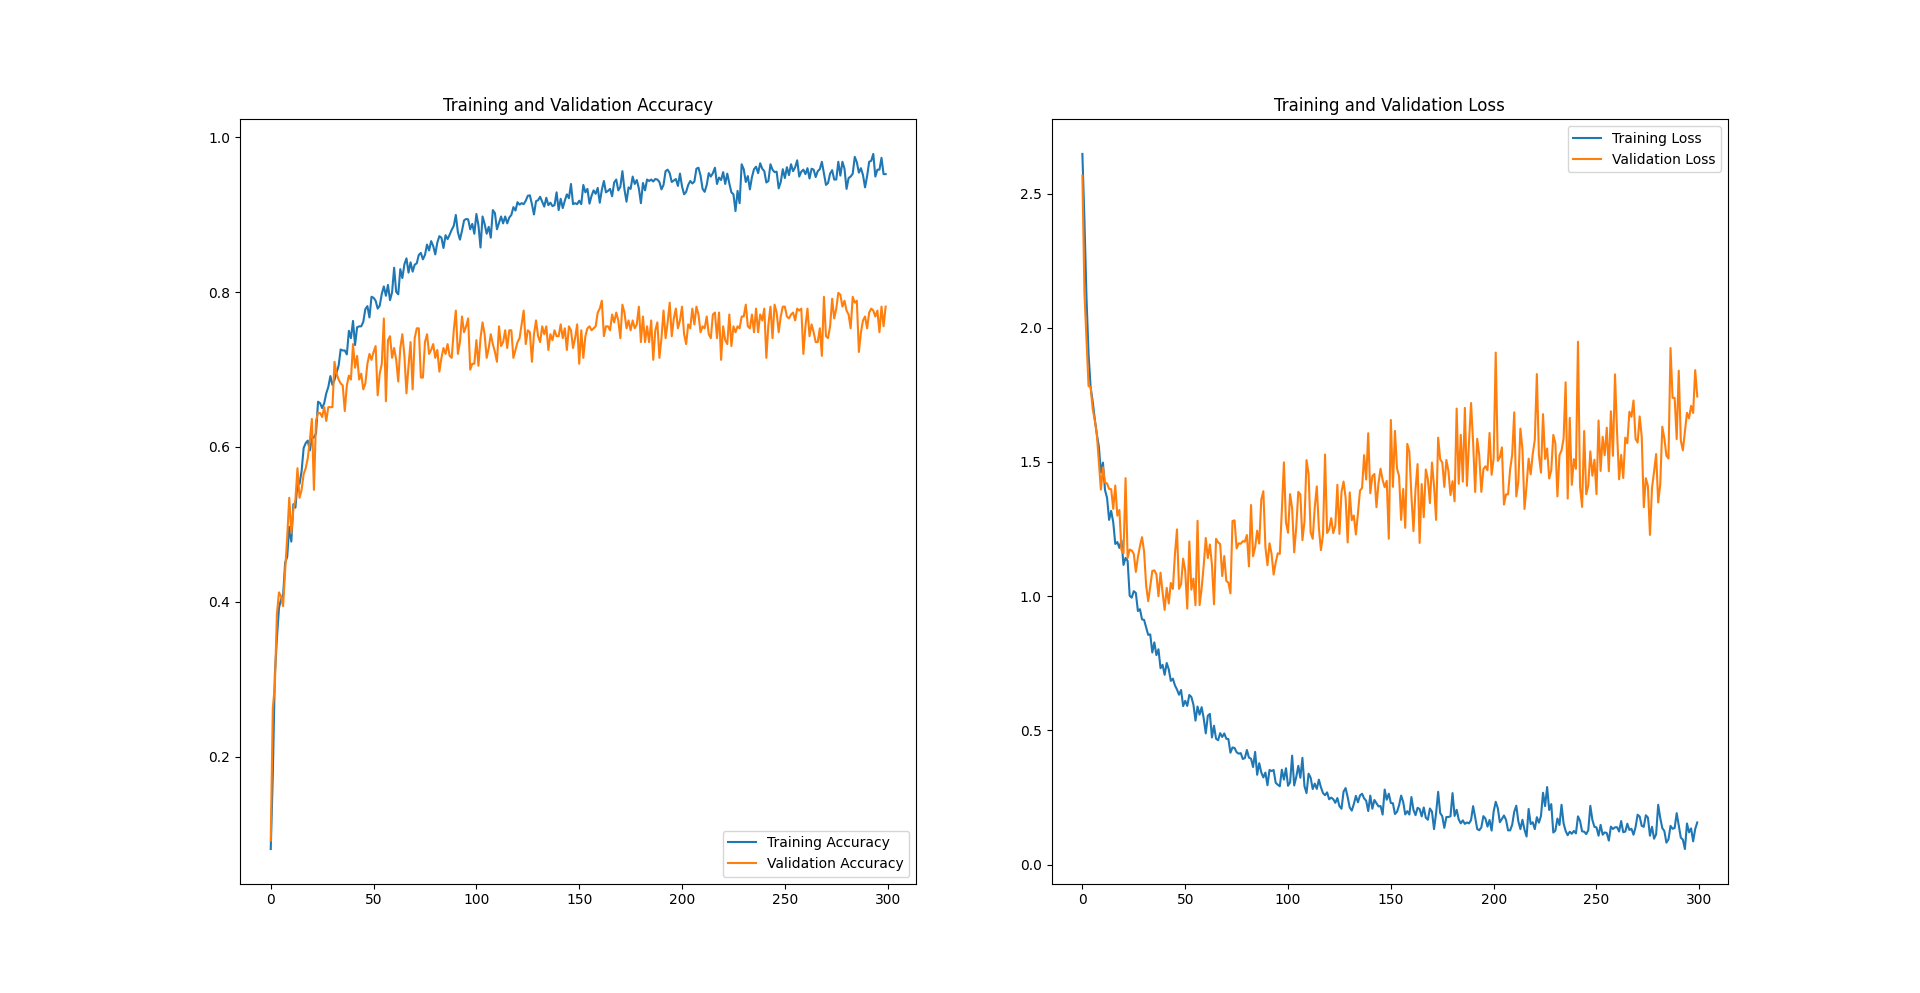 Training and Validation Accuracy
1.0
0.8
0.6
0.4
0.2
0 50 100 150 200 250 300
Training Accuracy
Validation Accuracy
Training and Validation Loss
2.5
2.0
1.5
1.0
0.5
0.0
0 50 100 150 200 250 300
Training Loss
Validation Loss